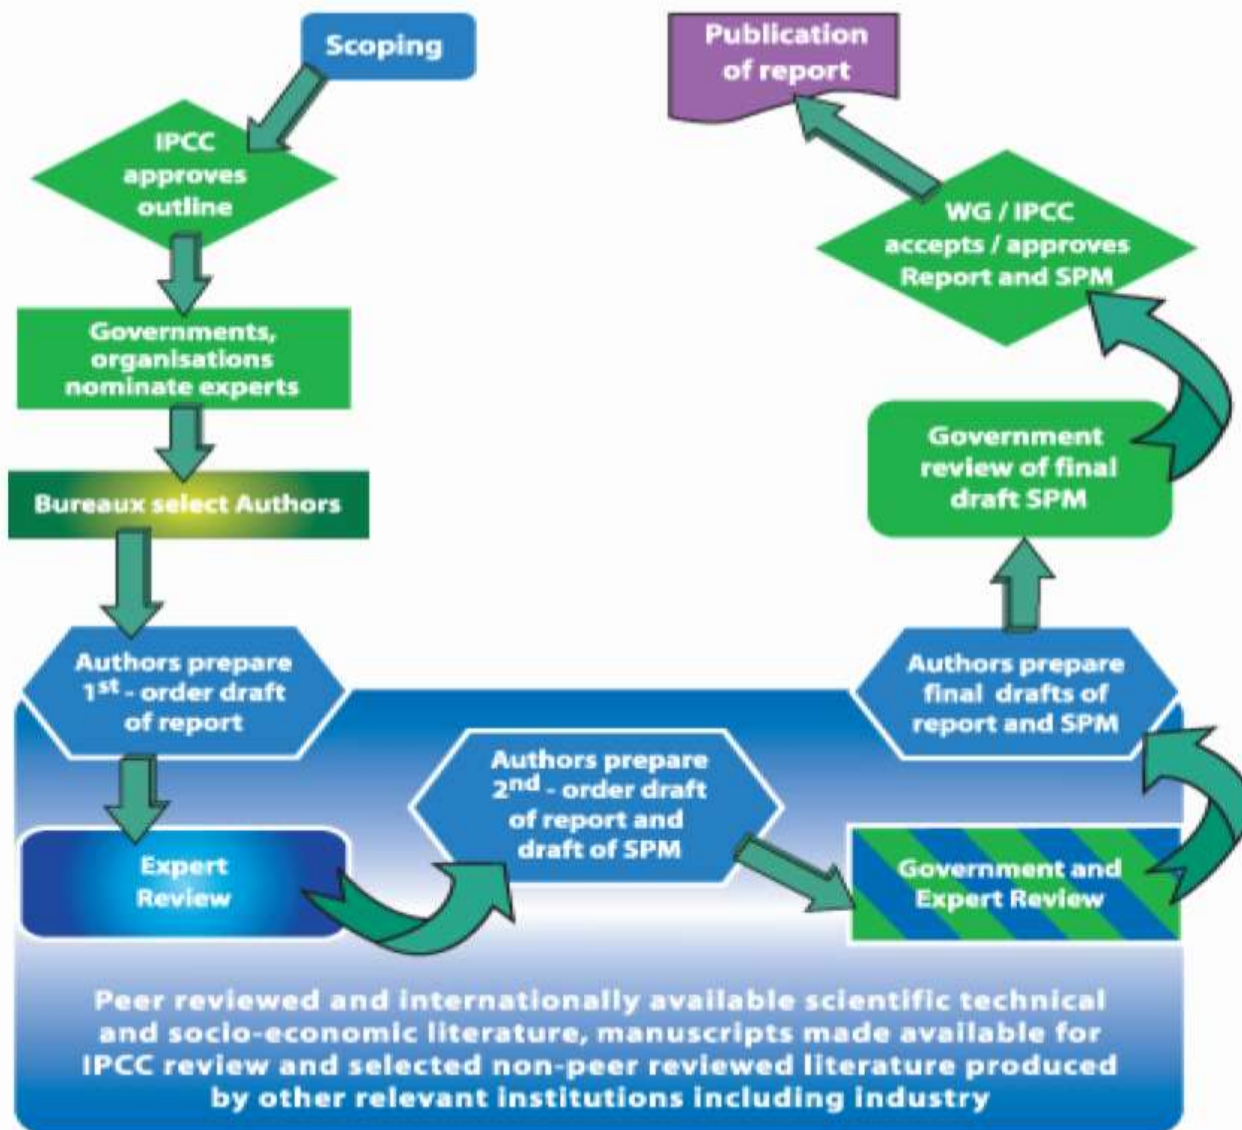 Scoping
IPCC
approves
outline
Governments,
organisations
nominate experts
Bureaux select Authors
Authors prepare
1st - order draft
of report
Expert
Review
Authors prepare
2nd - order draft
of report and
draft of SPM
Government and
Expert Review
Authors prepare
final drafts of
report and SPM
Government
review of final
draft SPM
WG / IPCC
accepts / approves
Report and SPM
Publication
of report
Peer reviewed and internationally available scientific technical
and socio-economic literature, manuscripts made available for
IPCC review and selected non-peer reviewed literature produced
by other relevant institutions including industry